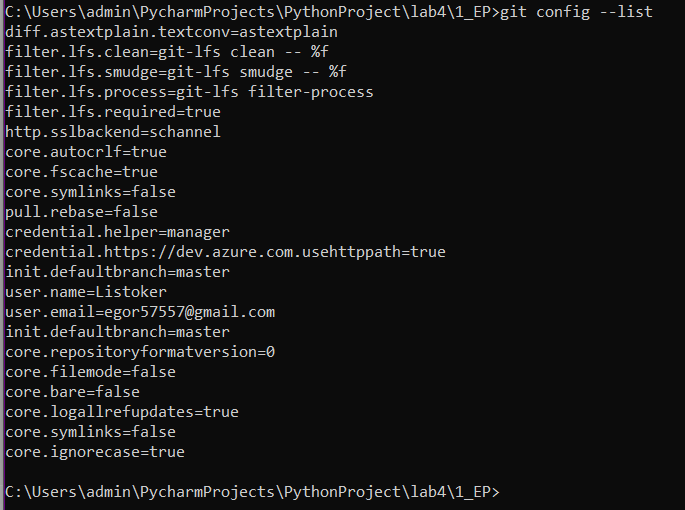 C:\Users\admin\PycharmProjects\PythonProject\lab4\1_EP>git config --list
diff.astextplain.textconv=astextplain
filter.lfs.clean=git-lfs clean -- %f
filter.lfs.smudge=git-lfs smudge -- %f
filter.lfs.process=git-lfs filter-process
filter.lfs.required=true
http.sslbackend=schannel
core.autocrlf=true
core.fscache=true
core.symlinks=false
pull.rebase=false
credential.helper=manager
credential.https://dev.azure.com.usehttppath=true
init.defaultbranch=master
user.name=Listoker
user.email=egor57557@gmail.com
init.defaultbranch=master
core.repositoryformatversion=0
core.filemode=false
core.bare=false
core.logallrefupdates=true
core.symlinks=false
core.ignorecase=true
C:\Users\admin\PycharmProjects\PythonProject\lab4\1_EP>